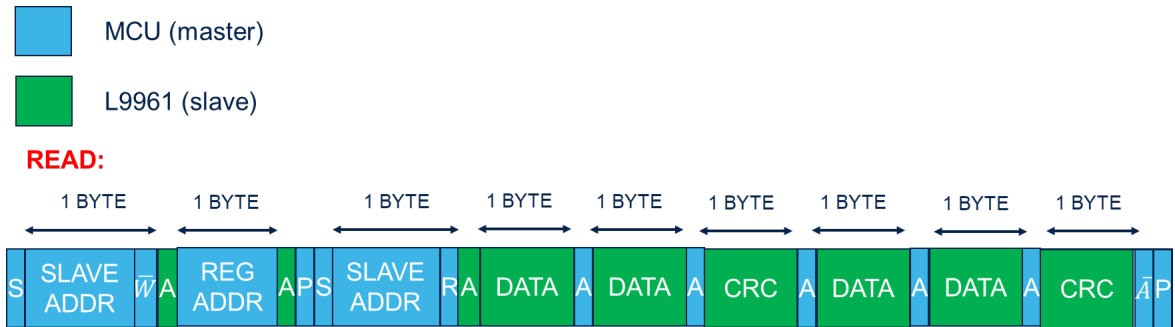 MCU (master)
L9961 (slave)
READ:
1 BYTE 1 BYTE 1 BYTE 1 BYTE 1 BYTE 1 BYTE 1 BYTE 1 BYTE 1 BYTE
S SLAVE ADDR W̅ A REG ADDR A P S SLAVE ADDR R A DATA A DATA A CRC A DATA A DATA A CRC A̅ P